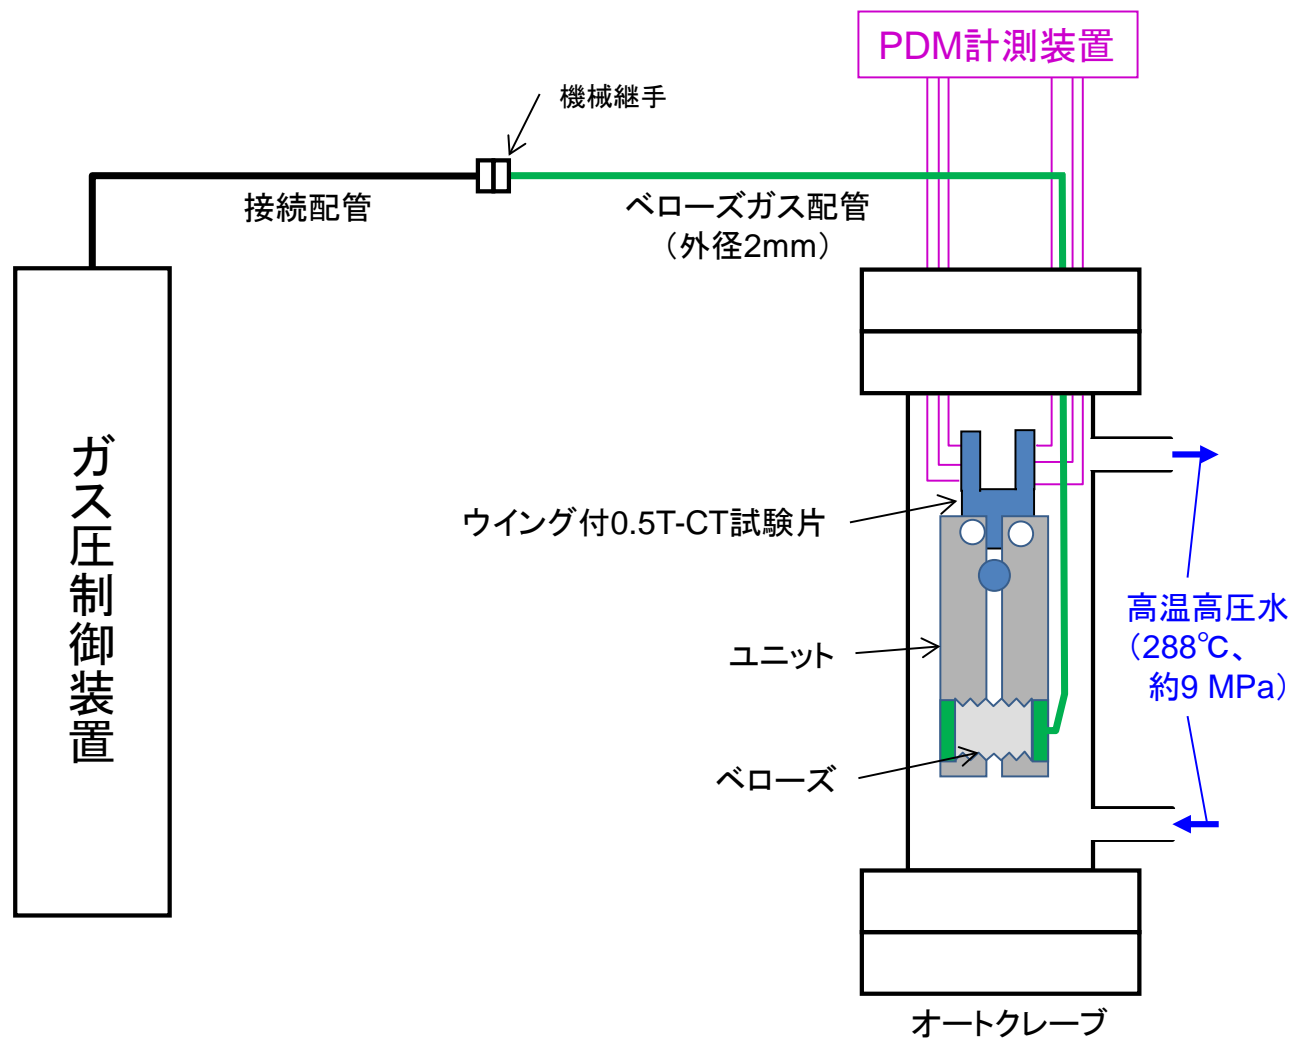 PDM計測装置
機械継手
接続配管
ベローズガス配管
（外径2mm）
ガス圧制御装置
ウイング付0.5T-CT試験片
高温高圧水
（288℃、
約9 MPa）
ユニット
ベローズ
オートクレーブ